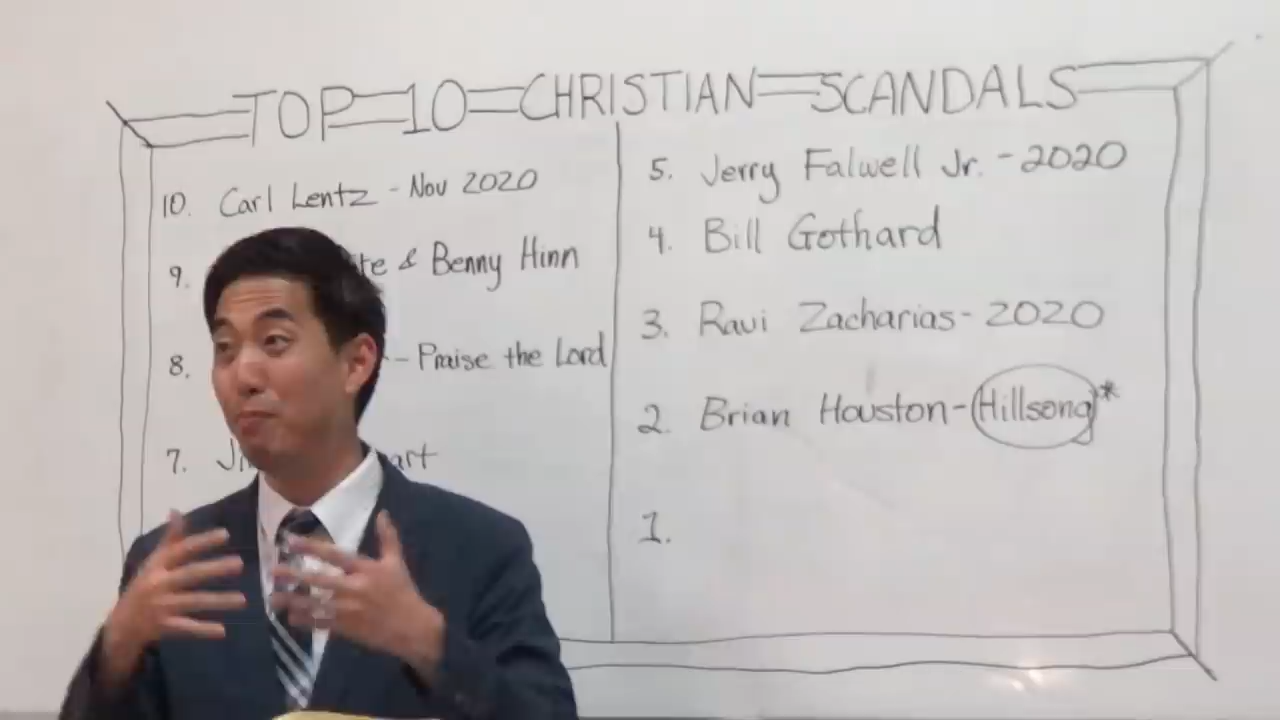 TOP 10 CHRISTIAN SCANDALS
10. Carl Lentz - Nov 2020
9. & Benny Hinn
8. - Praise the Lord
7.
5. Jerry Falwell Jr. - 2020
4. Bill Gothard
3. Ravi Zacharias - 2020
2. Brian Houston - Hillsong*
1.